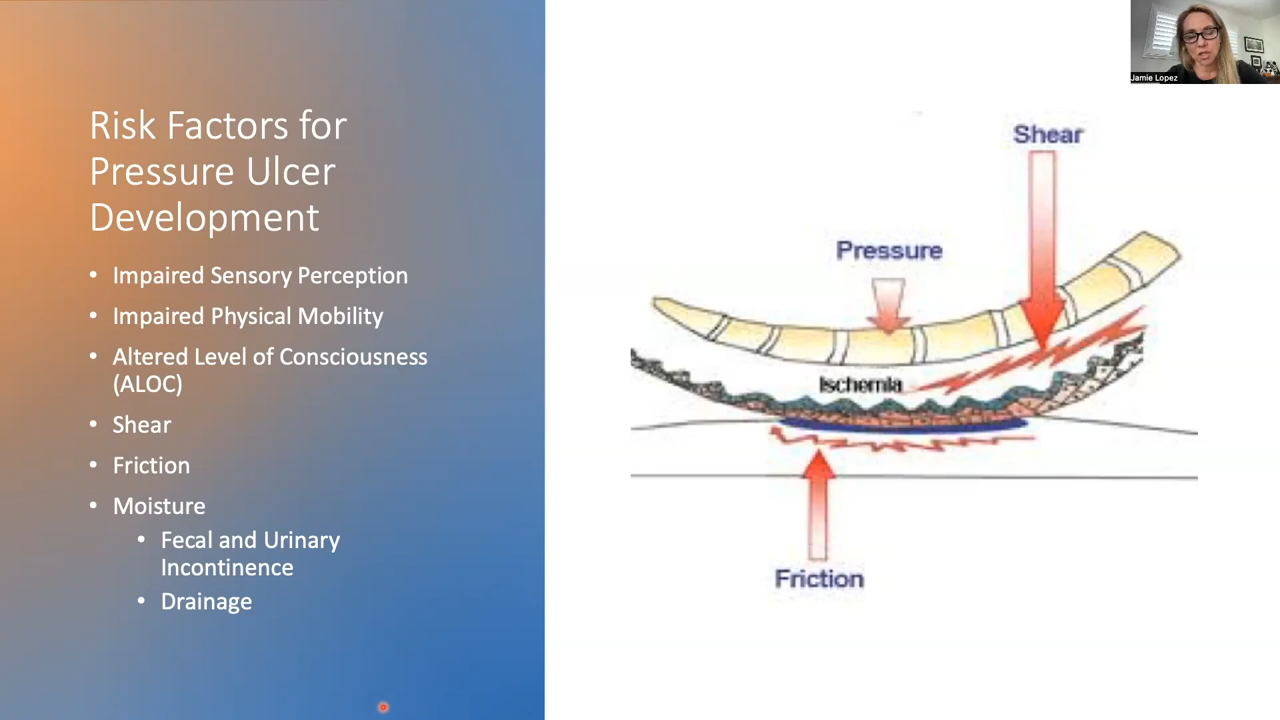 Risk Factors for
Pressure Ulcer
Development
• Impaired Sensory Perception
• Impaired Physical Mobility
• Altered Level of Consciousness
(ALOC)
• Shear
• Friction
• Moisture
• Fecal and Urinary
Incontinence
• Drainage
Jamie Lopez
Shear
Pressure
Ischemia
Friction